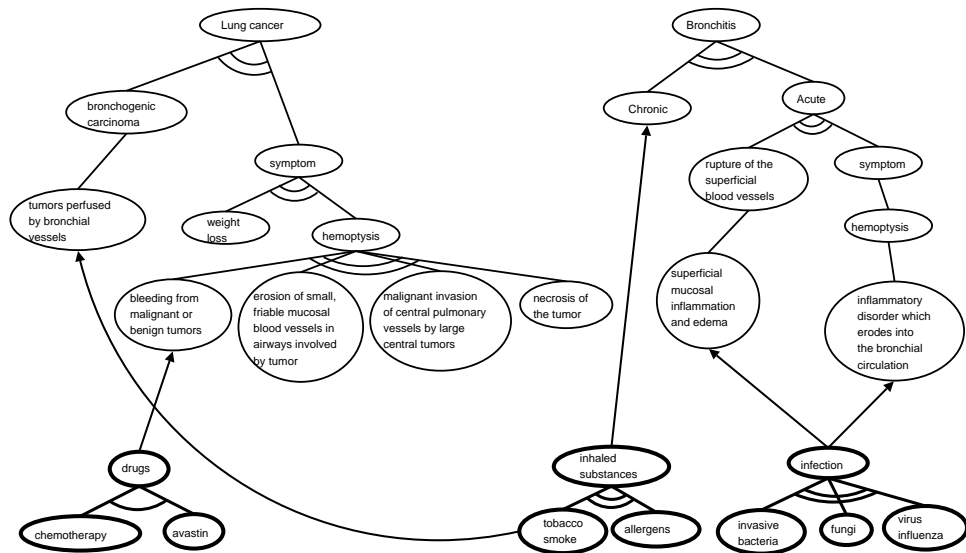 Lung cancer
Bronchitis
bronchogenic
carcinoma
Chronic
Acute
symptom
rupture of the
superficial
blood vessels
symptom
tumors perfused
by bronchial
vessels
weight
loss
hemoptysis
hemoptysis
bleeding from
malignant or
benign tumors
erosion of small,
friable mucosal
blood vessels in
airways involved
by tumor
malignant invasion
of central pulmonary
vessels by large
central tumors
necrosis of
the tumor
superficial
mucosal
inflammation
and edema
inflammatory
disorder which
erodes into
the bronchial
circulation
drugs
inhaled
substances
infection
chemotherapy
avastin
tobacco
smoke
allergens
invasive
bacteria
fungi
virus
influenza